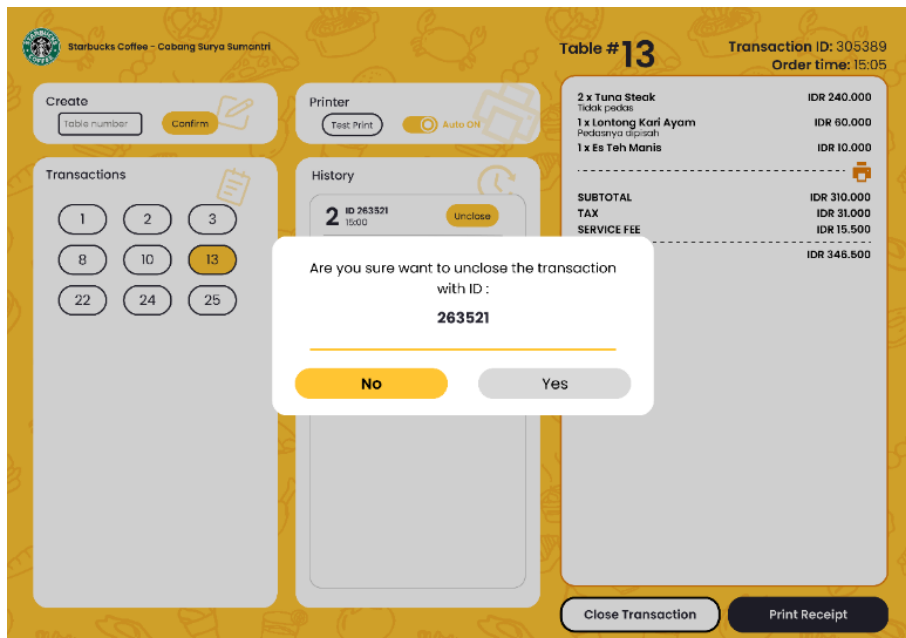 Starbucks Coffee - Cabang Surya Sumantri
Table #13
Transaction ID: 305389
Order time: 15:05
Create
Table number
Confirm
Printer
Test Print
Auto ON
Transactions
1 2 3
8 10 13
22 24 25
History
2 ID 263521
15:00
Unclose
2 x Tuna Steak IDR 240.000
Tidak pedas
1 x Lontong Kari Ayam IDR 60.000
Pedasnya dipisah
1 x Es Teh Manis IDR 10.000
SUBTOTAL IDR 310.000
TAX IDR 31.000
SERVICE FEE IDR 15.500
IDR 346.500
Are you sure want to unclose the transaction
with ID :
263521
No
Yes
Close Transaction
Print Receipt